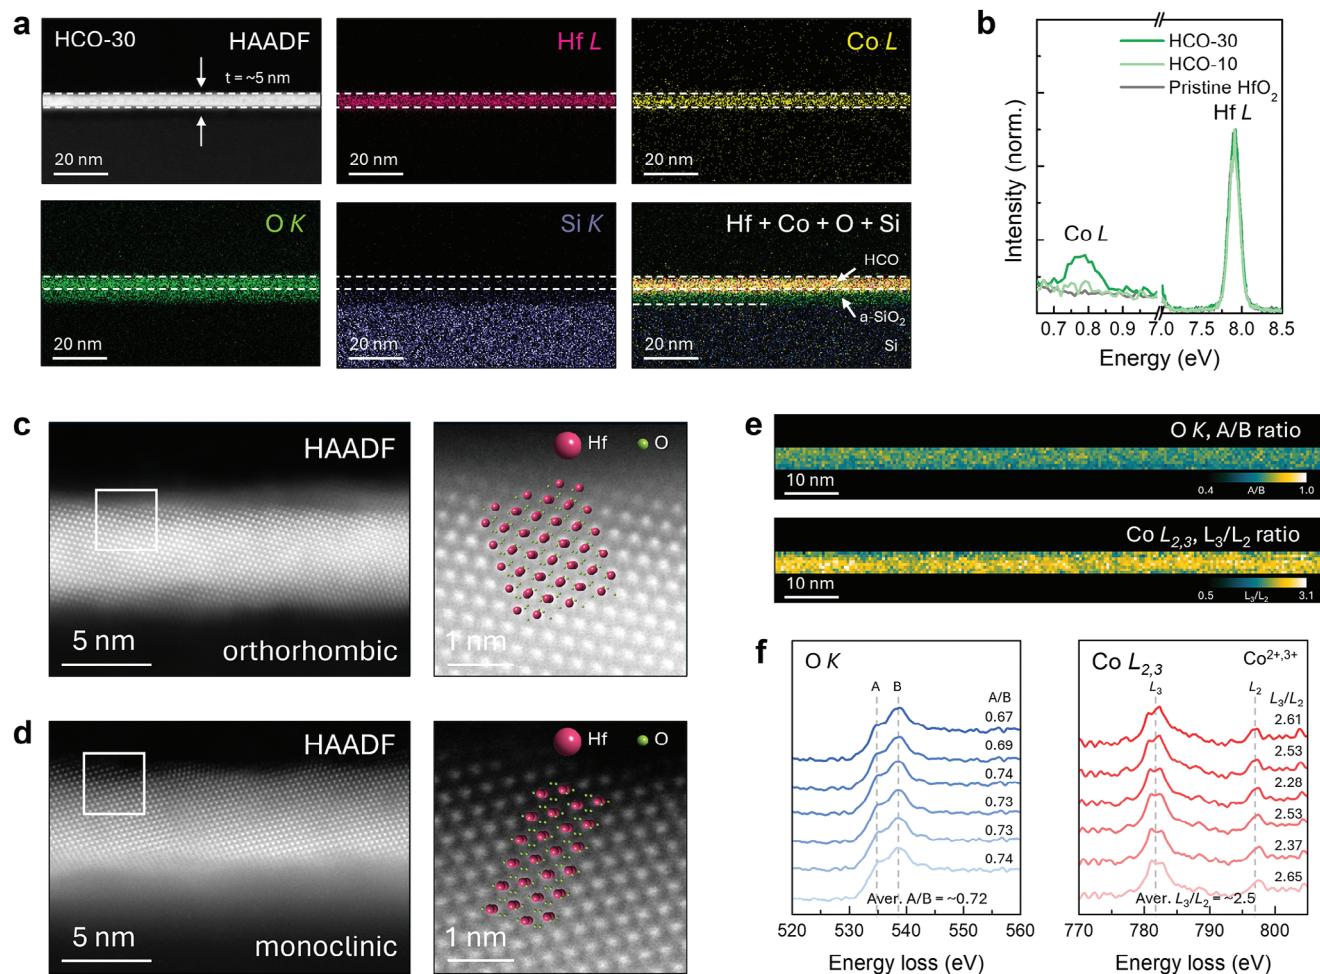 a
HCO-30
HAADF
t = ~5 nm
20 nm
Hf L
20 nm
Co L
20 nm
O K
20 nm
Si K
20 nm
Hf + Co + O + Si
HCO
a-SiO₂
Si
20 nm
b
HCO-30
HCO-10
Pristine HfO₂
Hf L
Co L
Intensity (norm.)
0.7 0.8 0.9 7.0 7.5 8.0 8.5
Energy (eV)
c
HAADF
5 nm
orthorhombic
Hf O
1 nm
d
HAADF
5 nm
monoclinic
Hf O
1 nm
e
O K, A/B ratio
10 nm
0.4 A/B 1.0
Co L₂,₃, L₃/L₂ ratio
10 nm
0.5 L₃/L₂ 3.1
f
O K
A B
A/B
0.67
0.69
0.74
0.73
0.73
0.74
Aver. A/B = ~0.72
520 530 540 550 560
Energy loss (eV)
Co L₂,₃
Co²⁺,³⁺
L₃ L₂ L₃/L₂
2.61
2.53
2.28
2.53
2.37
2.65
Aver. L₃/L₂ = ~2.5
770 780 790 800
Energy loss (eV)